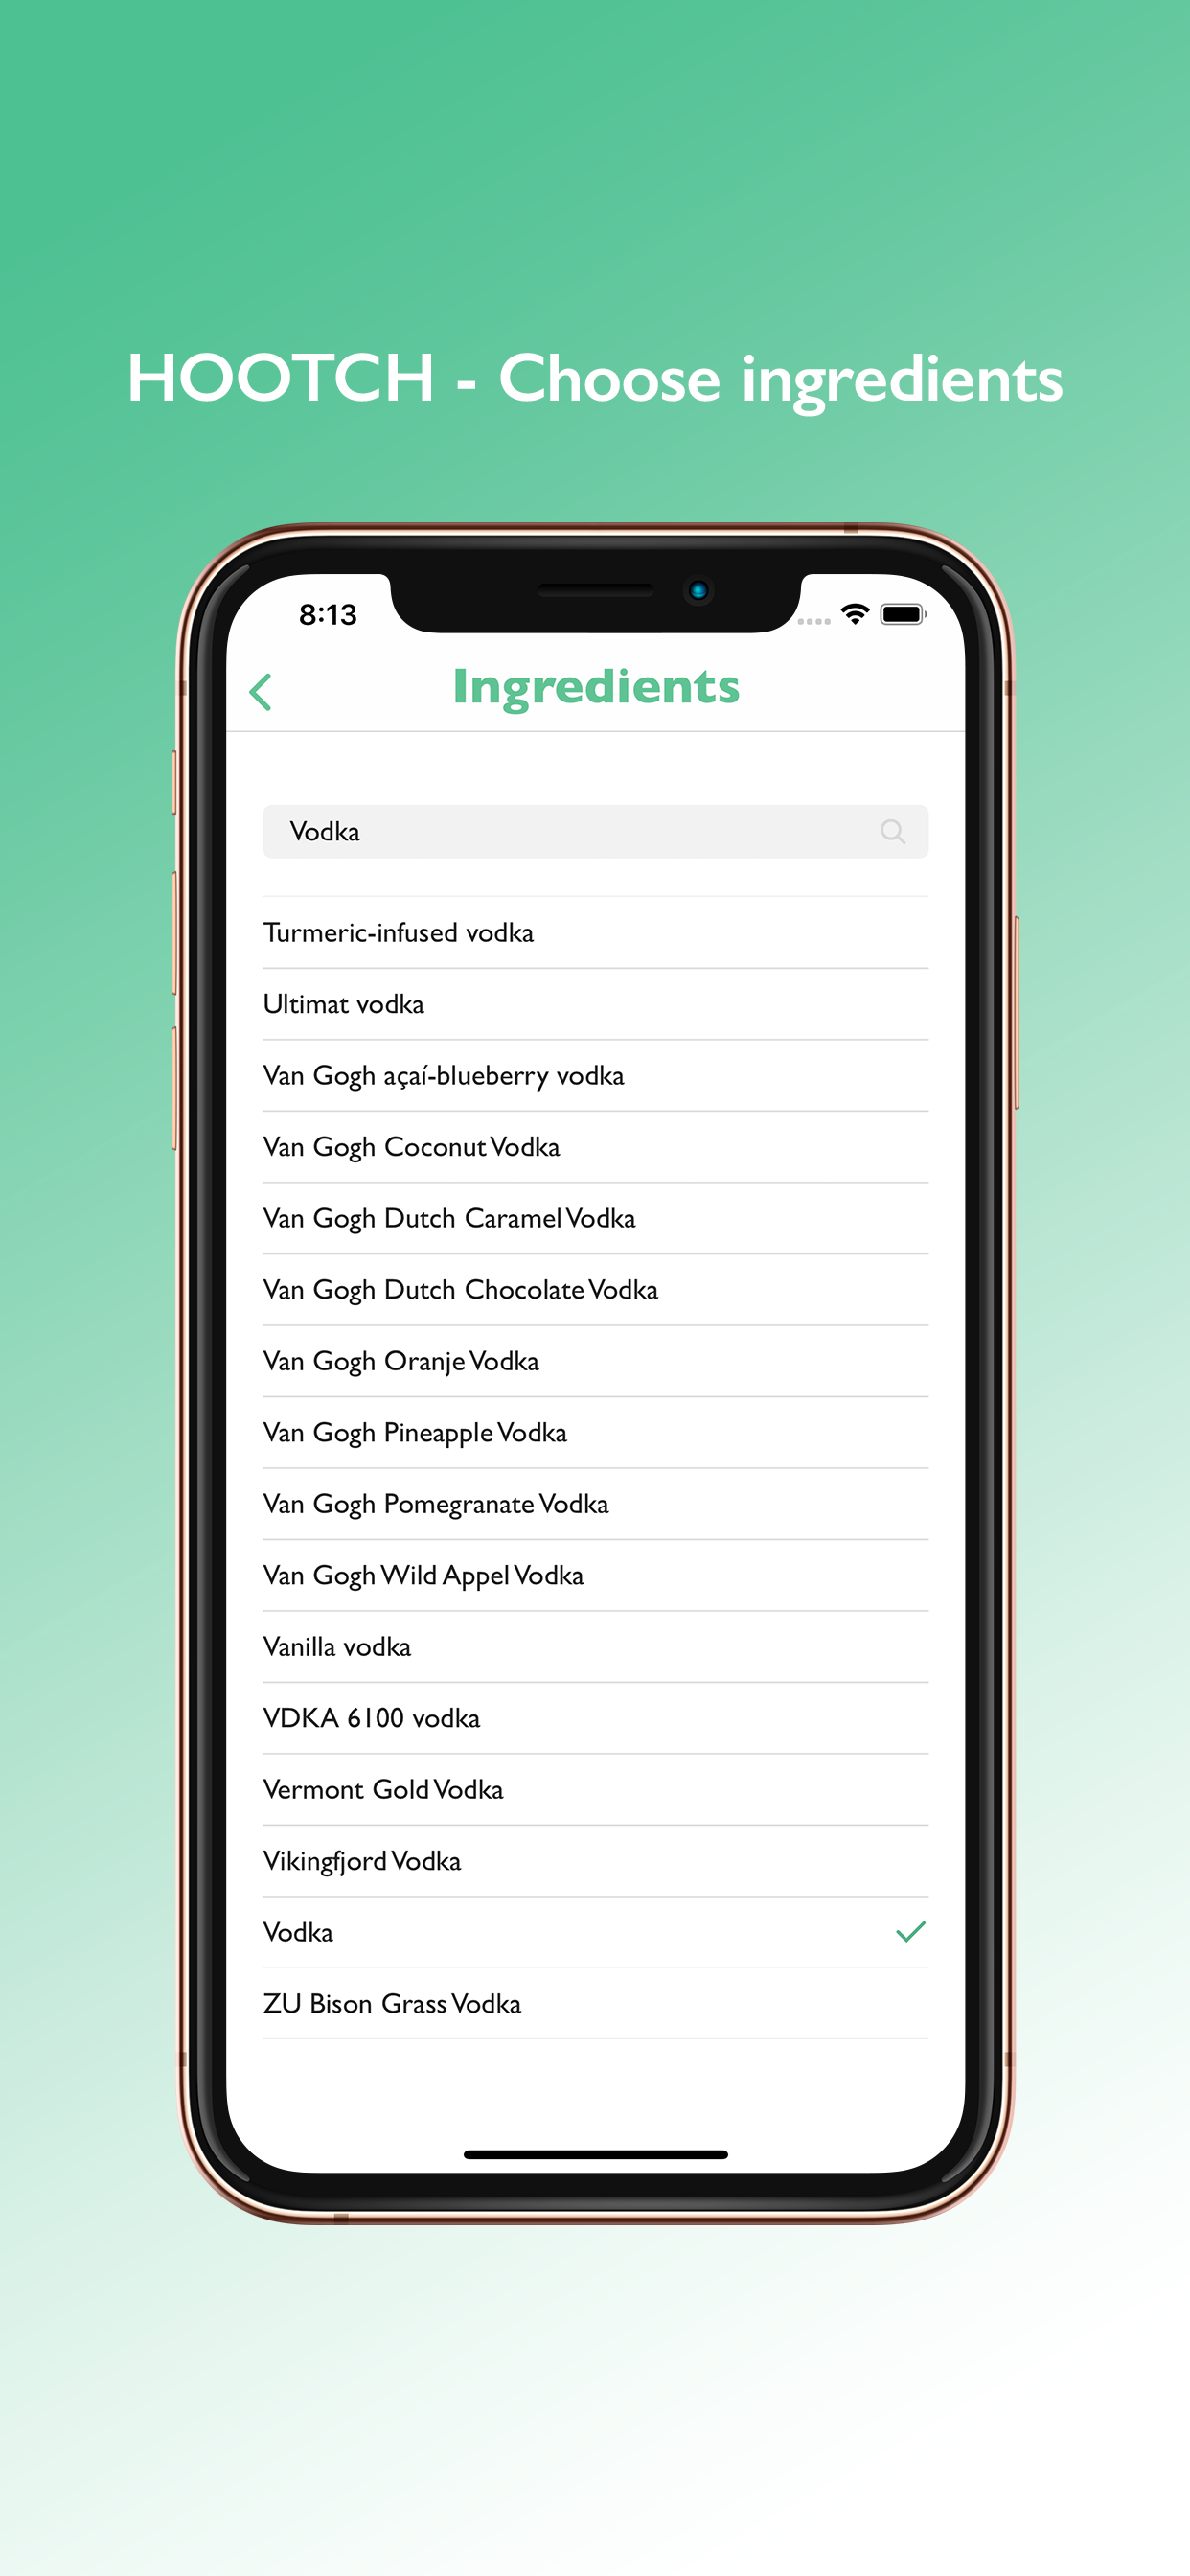 HOOTCH - Choose ingredients
8:13
Ingredients
Vodka
Turmeric-infused vodka
Ultimat vodka
Van Gogh açaí-blueberry vodka
Van Gogh Coconut Vodka
Van Gogh Dutch Caramel Vodka
Van Gogh Dutch Chocolate Vodka
Van Gogh Oranje Vodka
Van Gogh Pineapple Vodka
Van Gogh Pomegranate Vodka
Van Gogh Wild Appel Vodka
Vanilla vodka
VDKA 6100 vodka
Vermont Gold Vodka
Vikingfjord Vodka
Vodka
ZU Bison Grass Vodka